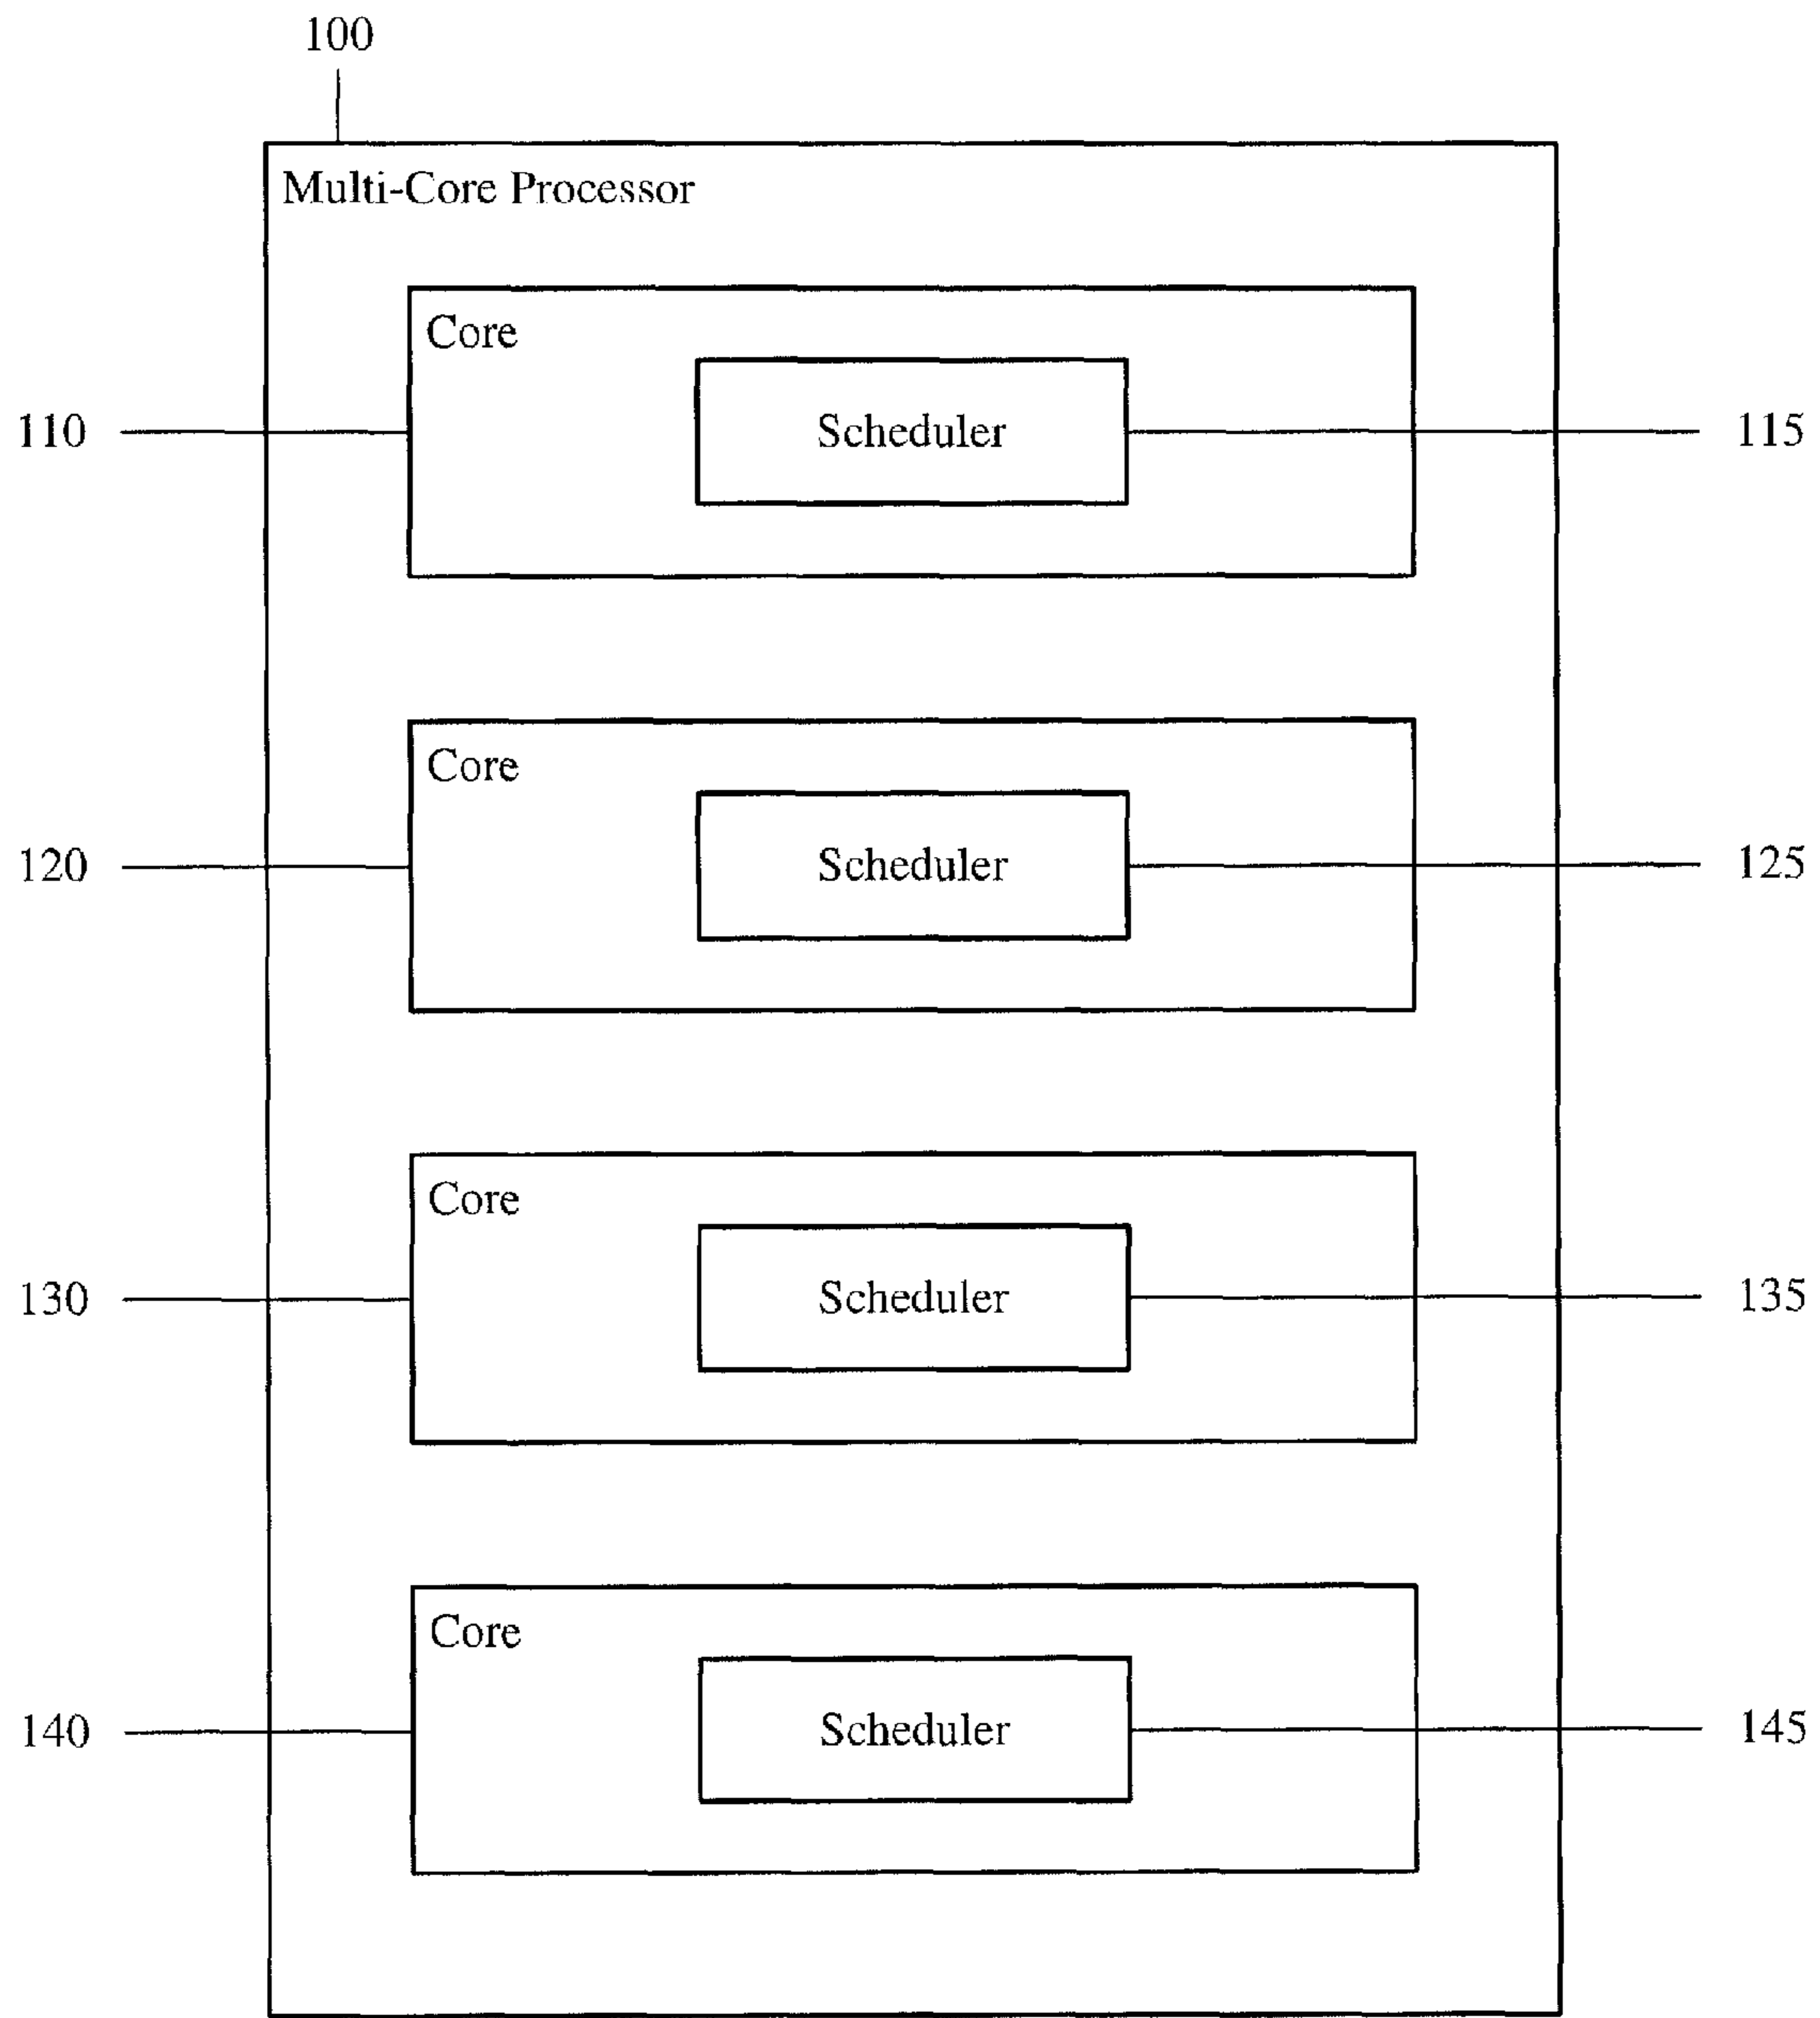 100
Multi-Core Processor
Core
110
Scheduler
115
Core
120
Scheduler
125
Core
130
Scheduler
135
Core
140
Scheduler
145